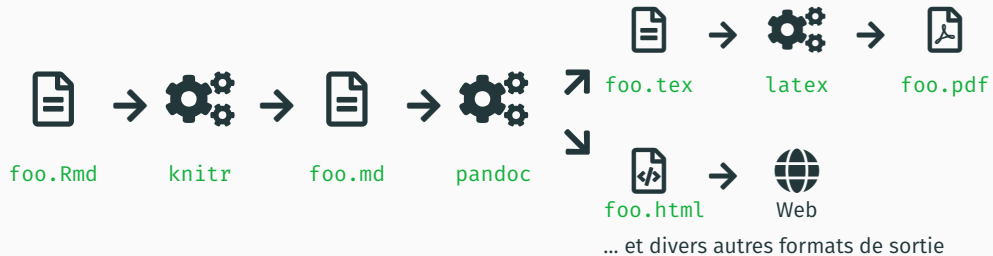 foo.tex latex foo.pdf
foo.Rmd knitr foo.md pandoc
foo.html Web
... et divers autres formats de sortie